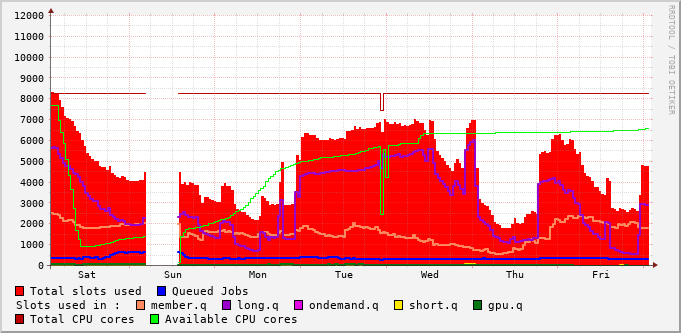 12000
11000
10000
9000
8000
7000
6000
5000
4000
3000
2000
1000
0
Sat Sun Mon Tue Wed Thu Fri
Total slots used Queued Jobs
Slots used in : member.q long.q ondemand.q short.q gpu.q
Total CPU cores Available CPU cores
RRDTOOL / TOBI OETIKER